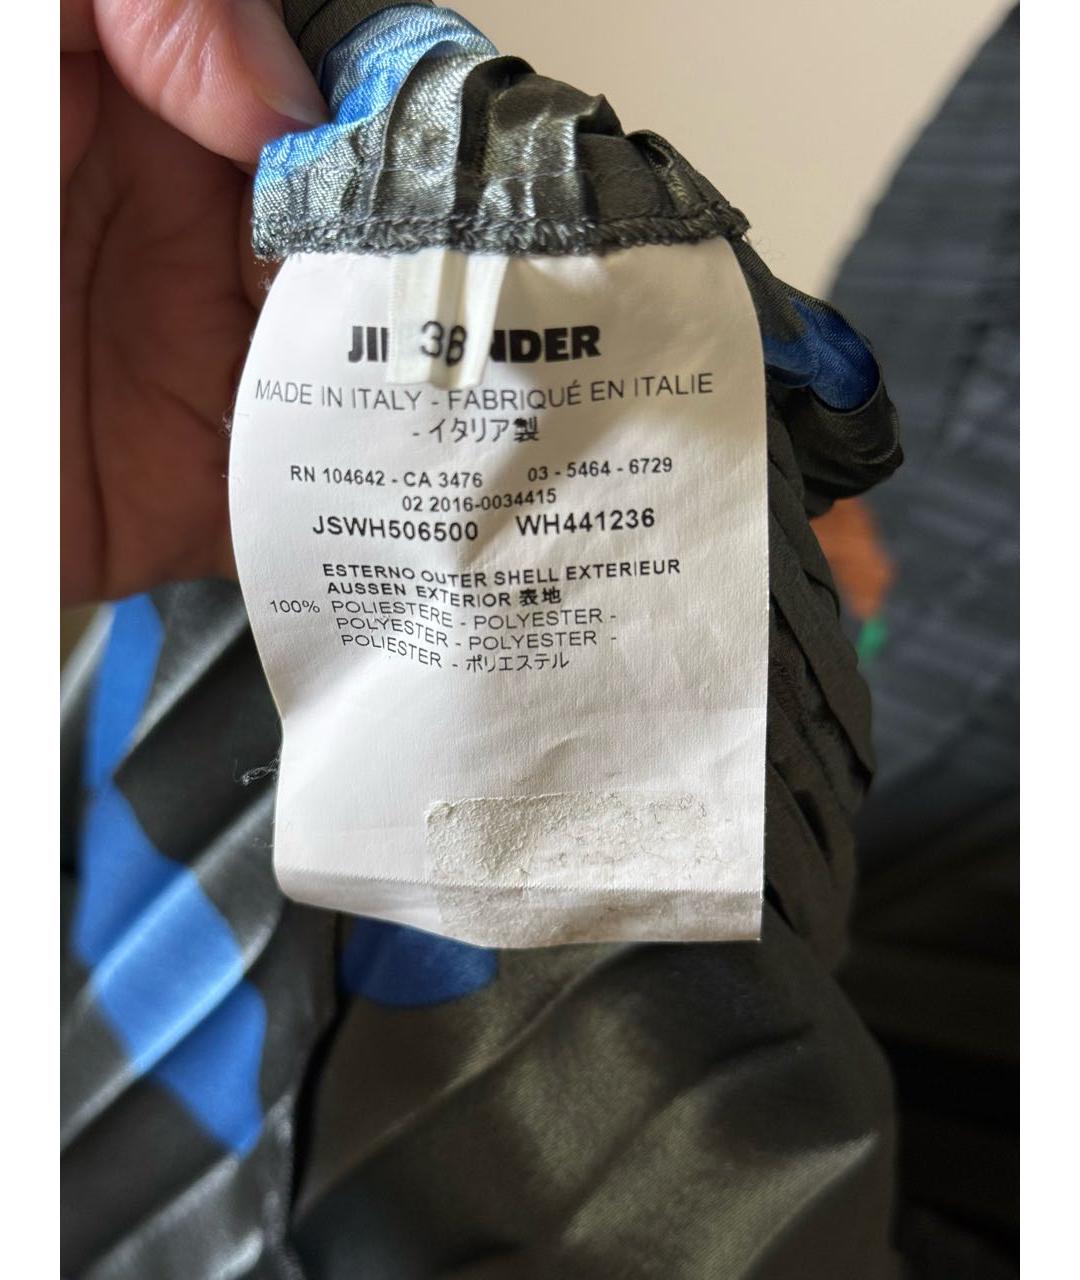 JI 38 NDER
MADE IN ITALY - FABRIQUÉ EN ITALIE
- イタリア製
RN 104642 - CA 3476 03 - 5464 - 6729
02 2016-0034415
JSWH506500 WH441236
ESTERNO OUTER SHELL EXTERIEUR
AUSSEN EXTERIOR 表地
100% POLIESTERE - POLYESTER -
POLYESTER - POLYESTER -
POLIESTER - ポリエステル